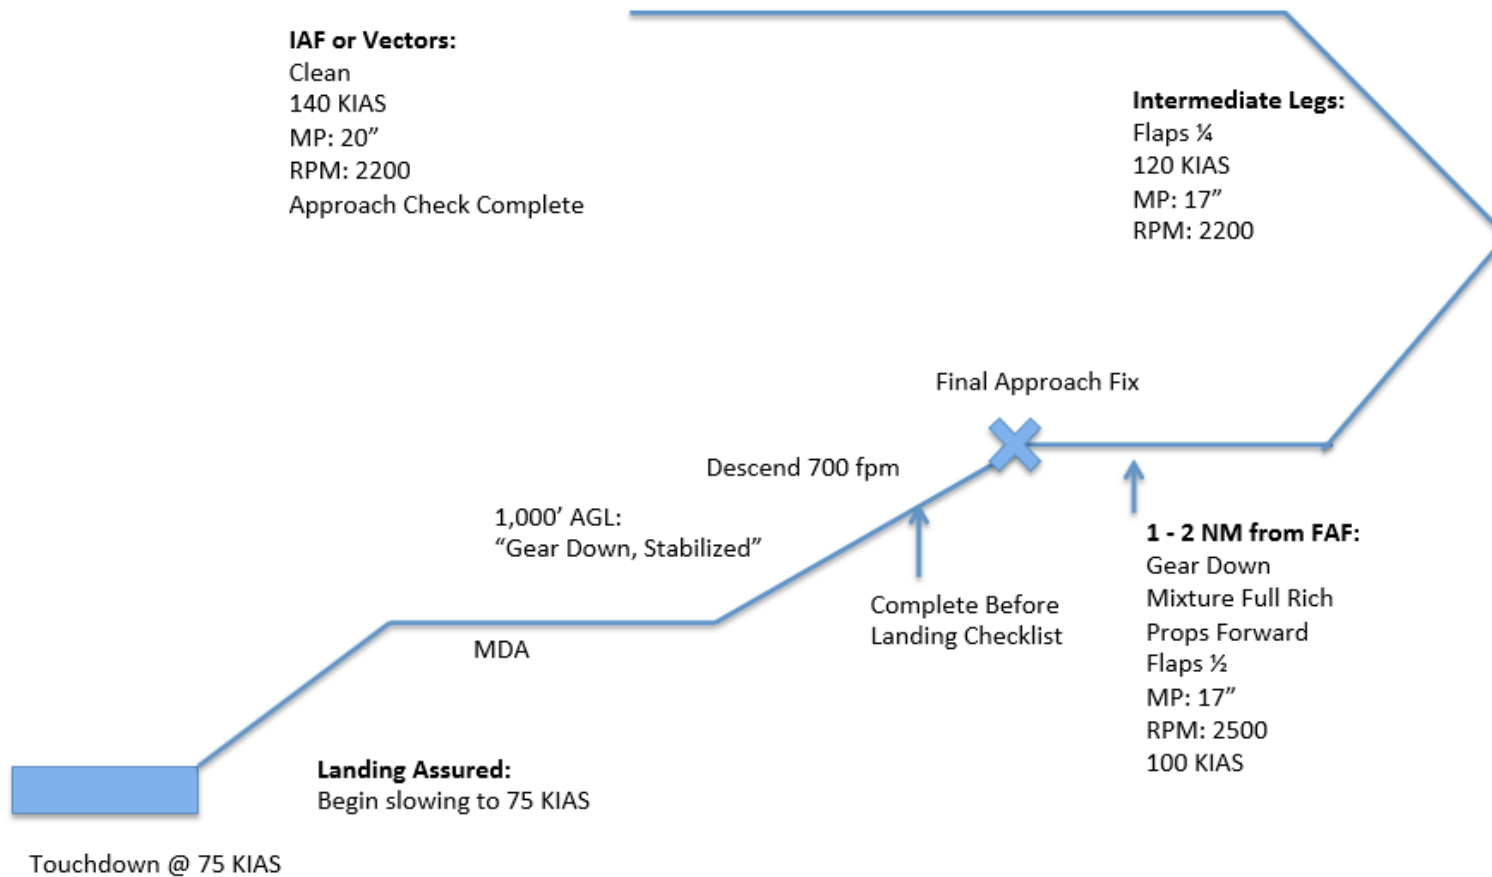 IAF or Vectors:
Clean
140 KIAS
MP: 20”
RPM: 2200
Approach Check Complete
Intermediate Legs:
Flaps ¼
120 KIAS
MP: 17”
RPM: 2200
Final Approach Fix
Descend 700 fpm
1,000’ AGL:
“Gear Down, Stabilized”
1 - 2 NM from FAF:
Gear Down
Mixture Full Rich
Props Forward
Flaps ½
MP: 17”
RPM: 2500
100 KIAS
Complete Before
Landing Checklist
MDA
Landing Assured:
Begin slowing to 75 KIAS
Touchdown @ 75 KIAS